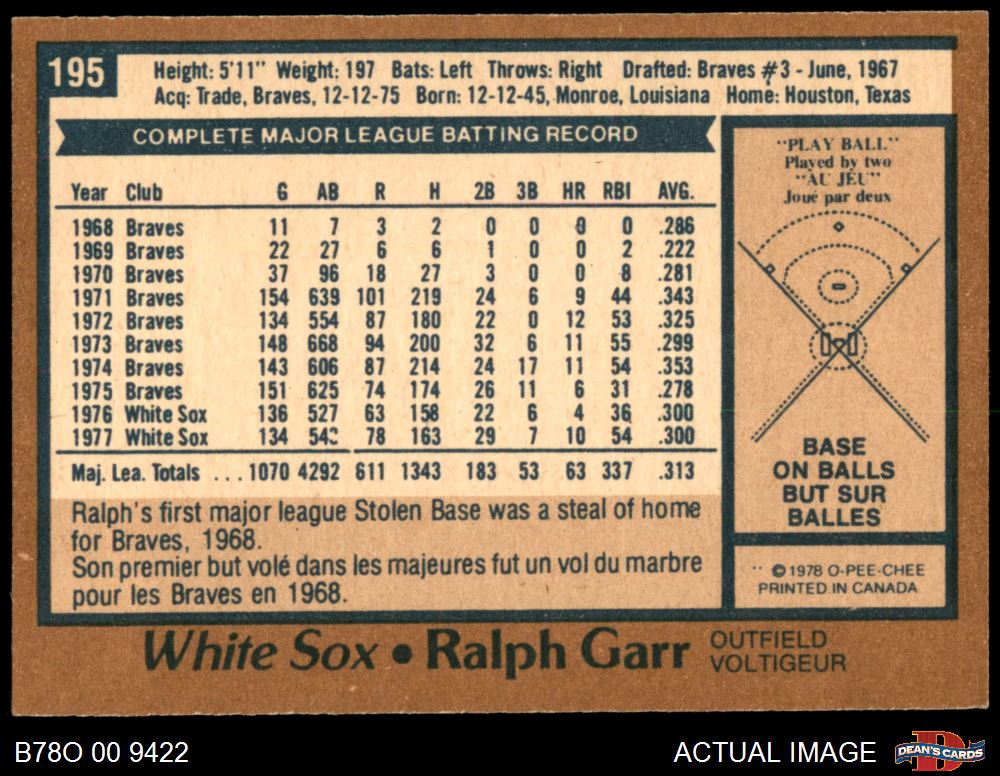 195
Height: 5'11" Weight: 197 Bats: Left Throws: Right Drafted: Braves #3 - June, 1967
Acq: Trade, Braves, 12-12-75 Born: 12-12-45, Monroe, Louisiana Home: Houston, Texas
COMPLETE MAJOR LEAGUE BATTING RECORD
Year Club G AB R H 2B 3B HR RBI AVG.
1968 Braves 11 7 3 2 0 0 0 0 .286
1969 Braves 22 27 6 6 1 0 0 2 .222
1970 Braves 37 96 18 27 3 0 0 8 .281
1971 Braves 154 639 101 219 24 6 9 44 .343
1972 Braves 134 554 87 180 22 0 12 53 .325
1973 Braves 148 668 94 200 32 6 11 55 .299
1974 Braves 143 606 87 214 24 17 11 54 .353
1975 Braves 151 625 74 174 26 11 6 31 .278
1976 White Sox 136 527 63 158 22 6 4 36 .300
1977 White Sox 134 78 163 29 7 10 54 .300
Maj. Lea. Totals ... 1070 4292 611 1343 183 53 63 337 .313
Ralph's first major league Stolen Base was a steal of home
for Braves, 1968.
Son premier but volé dans les majeures fut un vol du marbre
pour les Braves en 1968.
"PLAY BALL"
Played by two
"AU JEU"
Joué par deux
BASE
ON BALLS
BUT SUR
BALLES
© 1978 O-PEE-CHEE
PRINTED IN CANADA
White Sox • Ralph Garr OUTFIELD
VOLTIGEUR
B78O 00 9422
ACTUAL IMAGE
DEAN'S CARDS